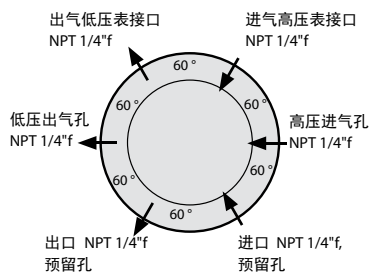 出气低压表接口
NPT 1/4"f
进气高压表接口
NPT 1/4"f
60 °
60 °
60 °
低压出气孔
NPT 1/4"f
高压进气孔
NPT 1/4"f
60 °
60 °
60 °
出口 NPT 1/4"f
预留孔
进口 NPT 1/4"f,
预留孔